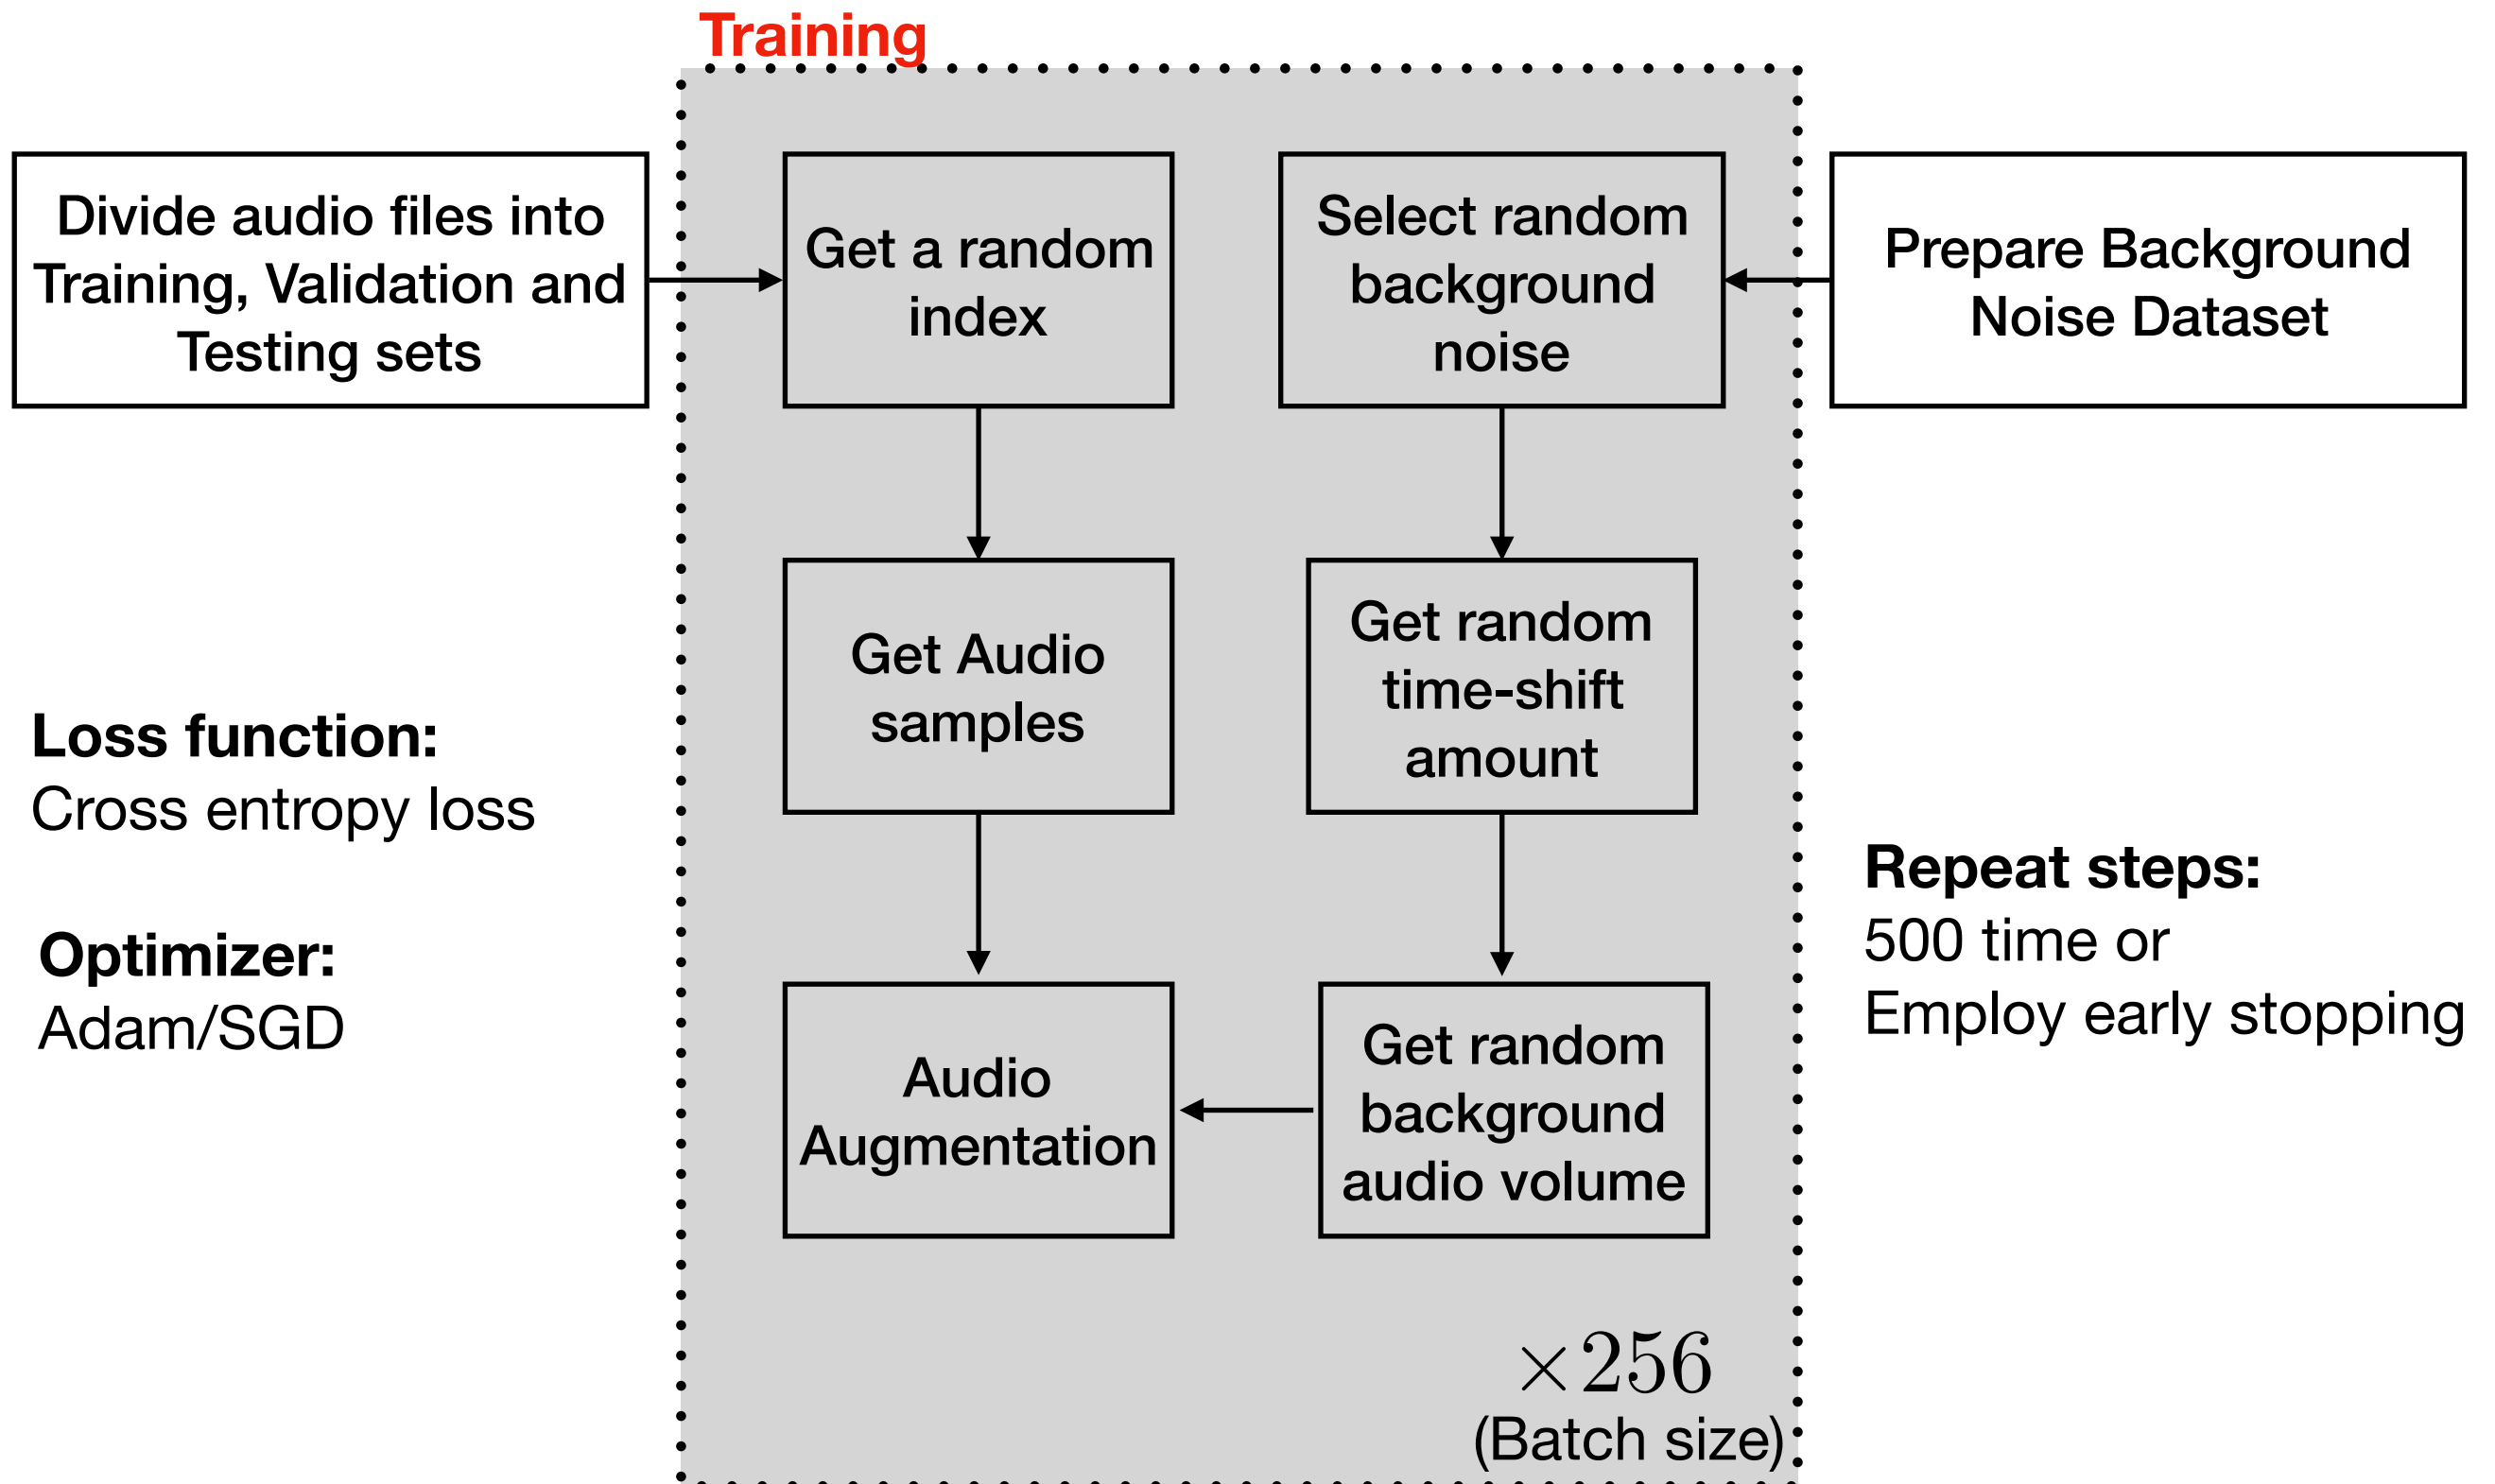 Training
Divide audio files into
Training, Validation and
Testing sets
Get a random
index
Select random
background
noise
Prepare Background
Noise Dataset
Get Audio
samples
Get random
time-shift
amount
Loss function:
Cross entropy loss
Optimizer:
Adam/SGD
Repeat steps:
500 time or
Employ early stopping
Audio
Augmentation
Get random
background
audio volume
×256
(Batch size)